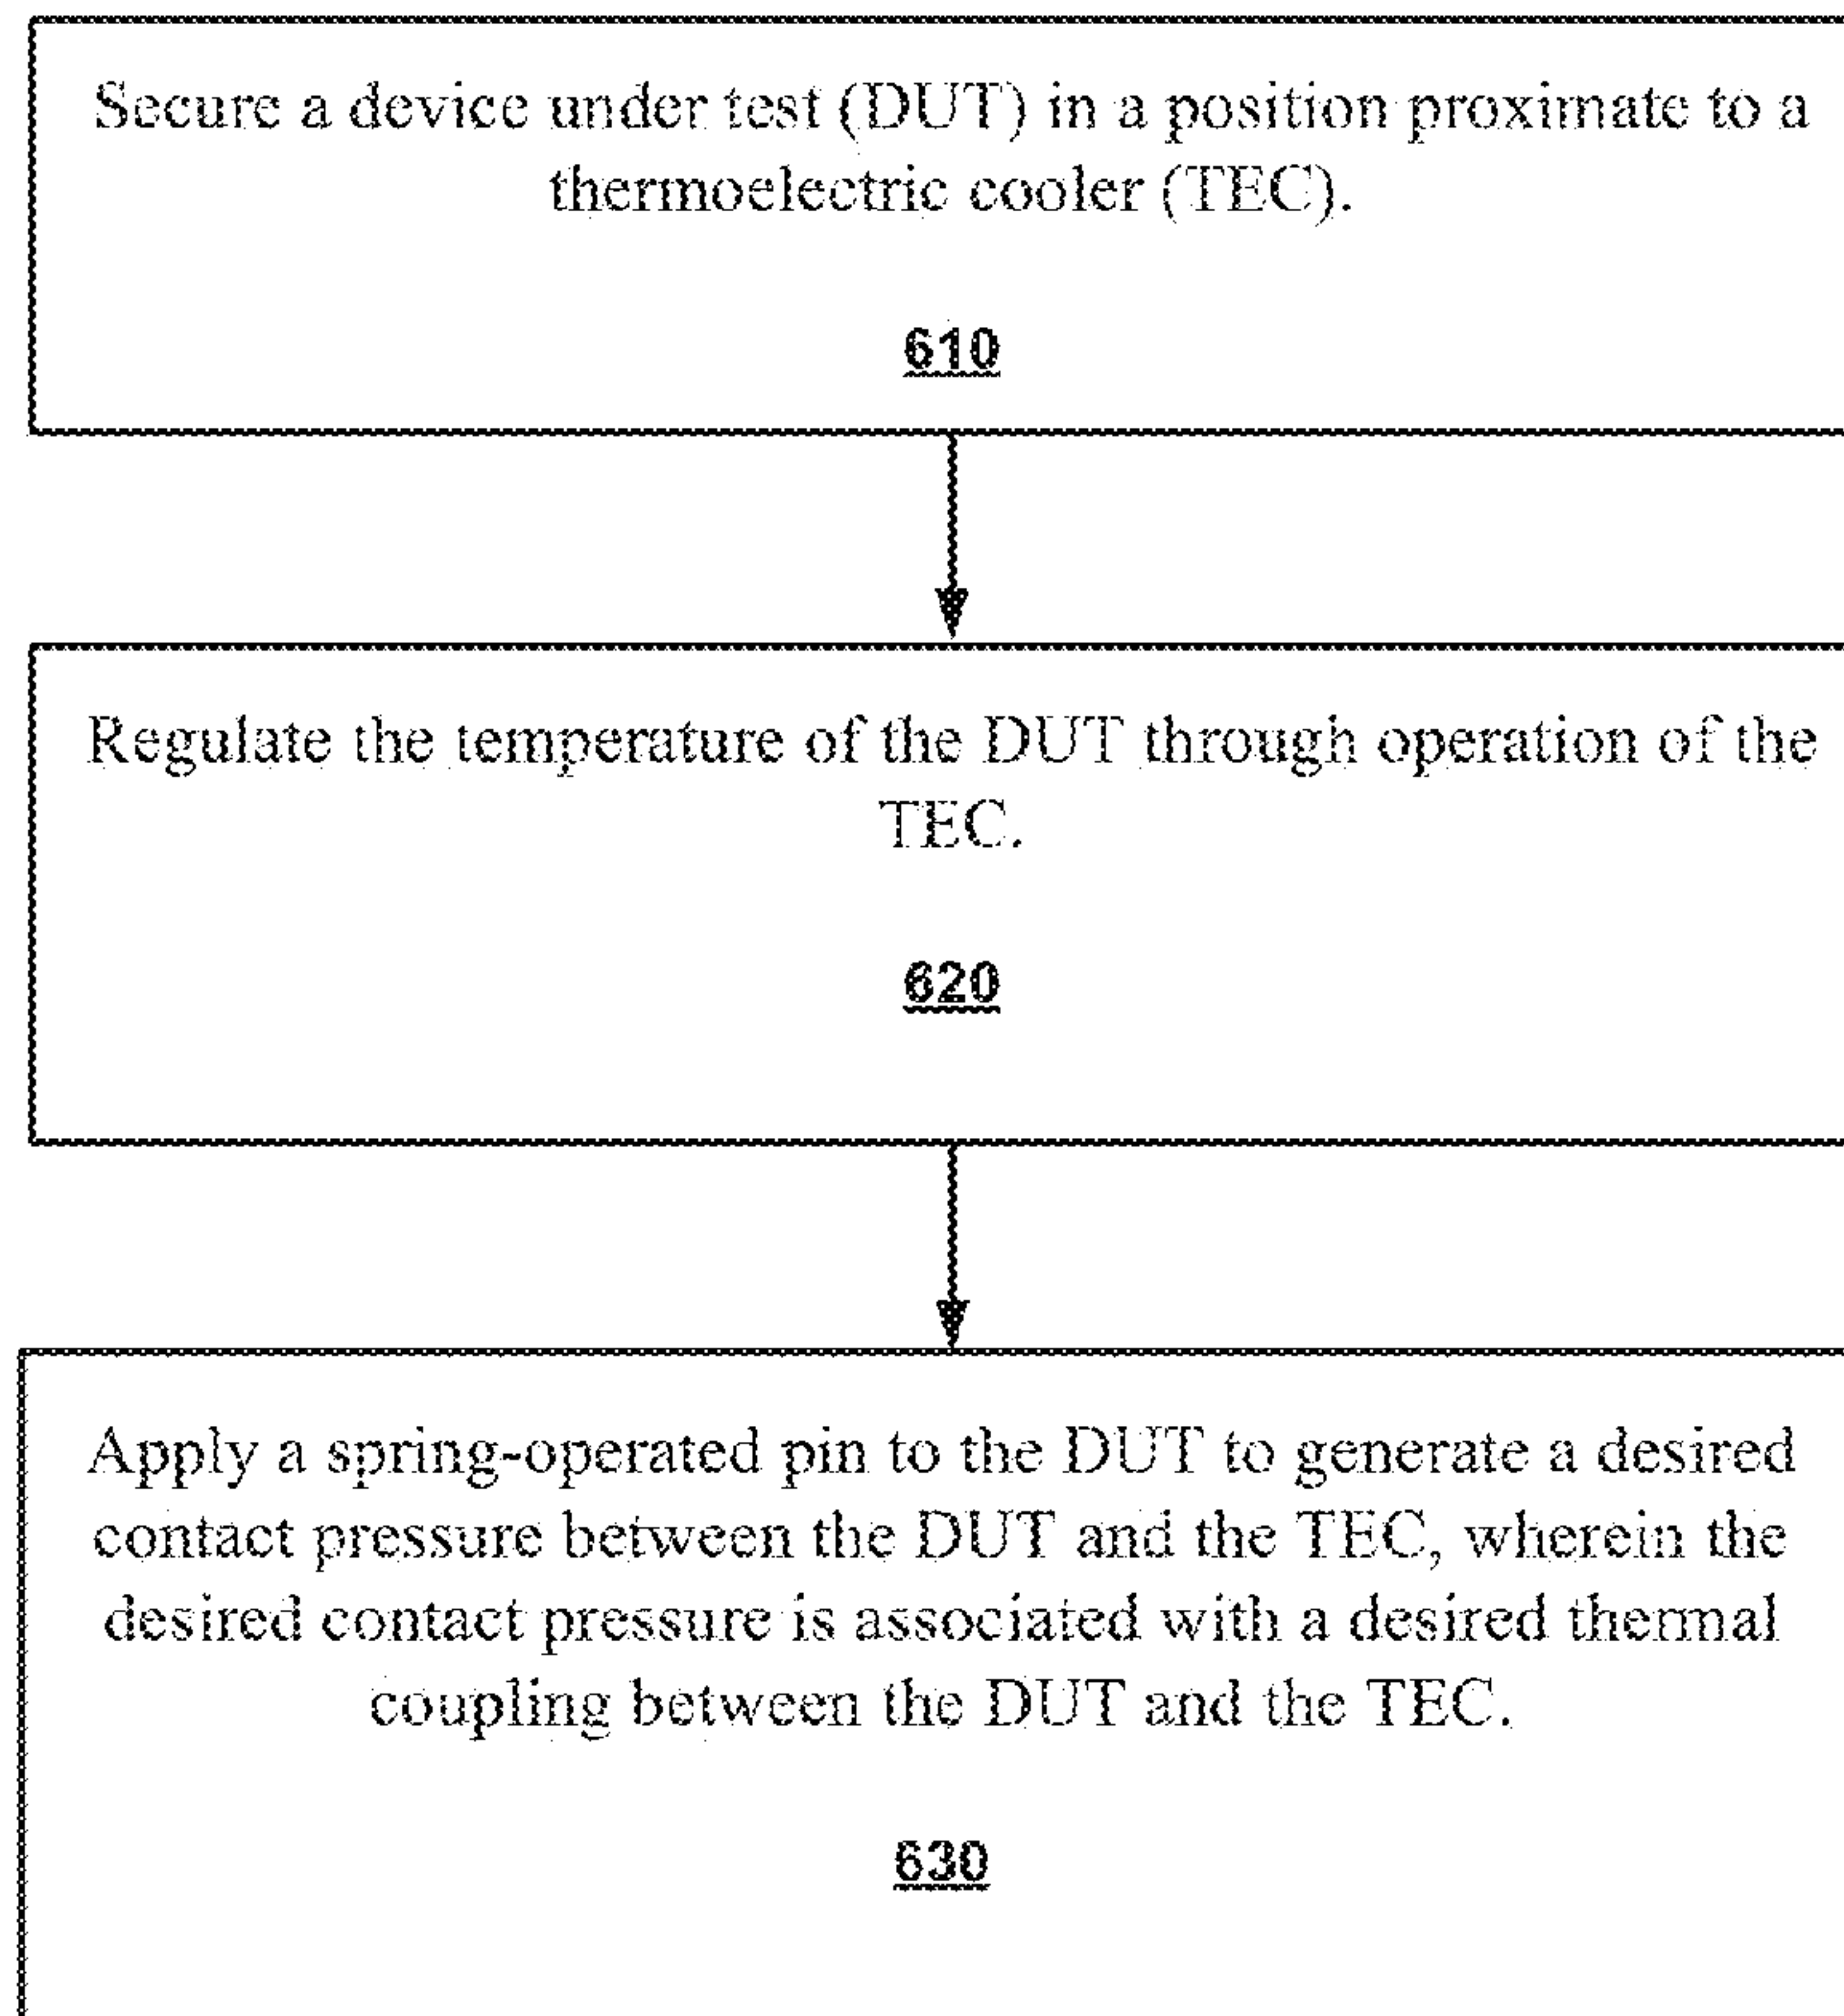 Secure a device under test (DUT) in a position proximate to a
thermoelectric cooler (TEC).
610
Regulate the temperature of the DUT through operation of the
TEC.
620
Apply a spring-operated pin to the DUT to generate a desired
contact pressure between the DUT and the TEC, wherein the
desired contact pressure is associated with a desired thermal
coupling between the DUT and the TEC.
630